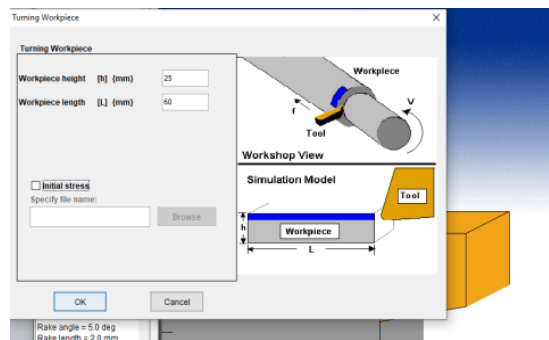 Turning Workpiece
Turning Workpiece
Workpiece height [h] (mm) 25
Workpiece length [L] (mm) 60
Initial stress
Specify file name:
Browse
OK
Cancel
Workpiece
f
V
Tool
Workshop View
Simulation Model
Tool
h
Workpiece
L
Rake angle = 5.0 deg
Rake length = 2.0 mm